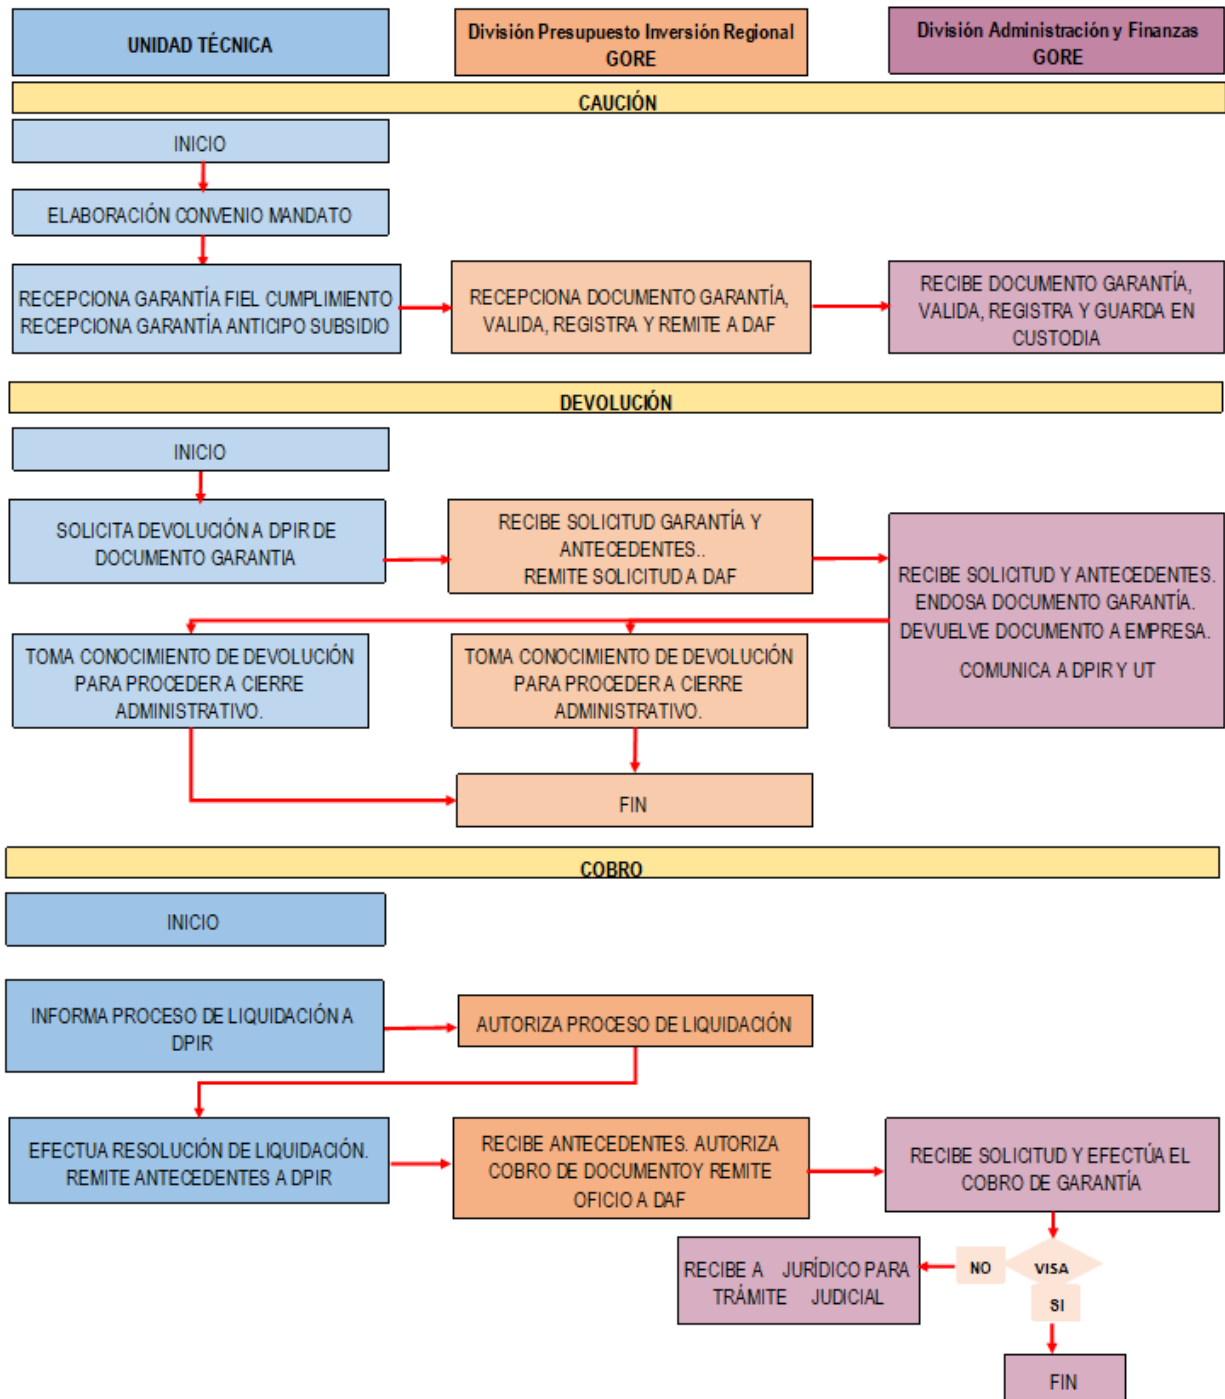 UNIDAD TÉCNICA
División Presupuesto Inversión Regional
GORE
División Administración y Finanzas
GORE
CAUCIÓN
INICIO
ELABORACIÓN CONVENIO MANDATO
RECEPCIONA GARANTÍA FIEL CUMPLIMIENTO
RECEPCIONA GARANTÍA ANTICIPO SUBSIDIO
RECEPCIONA DOCUMENTO GARANTÍA,
VALIDA, REGISTRA Y REMITE A DAF
RECIBE DOCUMENTO GARANTÍA,
VALIDA, REGISTRA Y GUARDA EN
CUSTODIA
DEVOLUCIÓN
INICIO
SOLICITA DEVOLUCIÓN A DPIR DE
DOCUMENTO GARANTIA
RECIBE SOLICITUD GARANTÍA Y
ANTECEDENTES..
REMITE SOLICITUD A DAF
RECIBE SOLICITUD Y ANTECEDENTES.
ENDOSA DOCUMENTO GARANTÍA.
DEVUELVE DOCUMENTO A EMPRESA.
COMUNICA A DPIR Y UT
TOMA CONOCIMIENTO DE DEVOLUCIÓN
PARA PROCEDER A CIERRE
ADMINISTRATIVO.
TOMA CONOCIMIENTO DE DEVOLUCIÓN
PARA PROCEDER A CIERRE
ADMINISTRATIVO.
FIN
COBRO
INICIO
INFORMA PROCESO DE LIQUIDACIÓN A
DPIR
AUTORIZA PROCESO DE LIQUIDACIÓN
EFECTUA RESOLUCIÓN DE LIQUIDACIÓN.
REMITE ANTECEDENTES A DPIR
RECIBE ANTECEDENTES. AUTORIZA
COBRO DE DOCUMENTOY REMITE
OFICIO A DAF
RECIBE SOLICITUD Y EFECTÚA EL
COBRO DE GARANTÍA
RECIBE A JURÍDICO PARA
TRÁMITE JUDICIAL
NO
VISA
SI
FIN